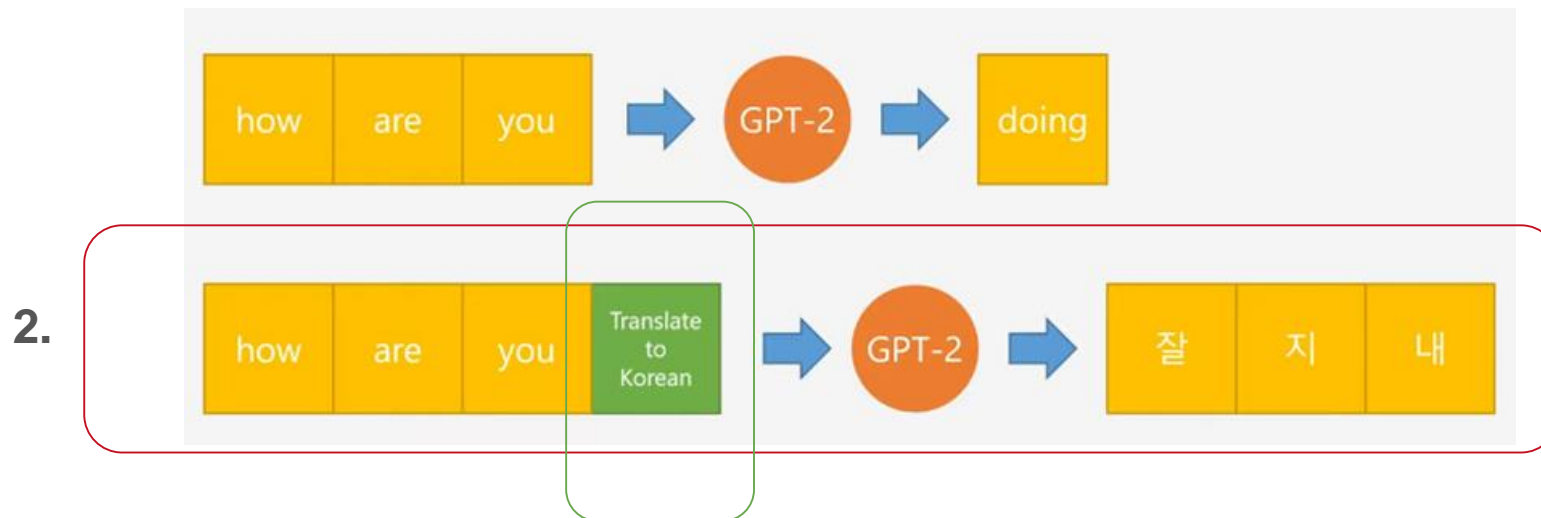 how are you GPT-2 doing
2.
how are you Translate
to
Korean GPT-2 잘 지 내